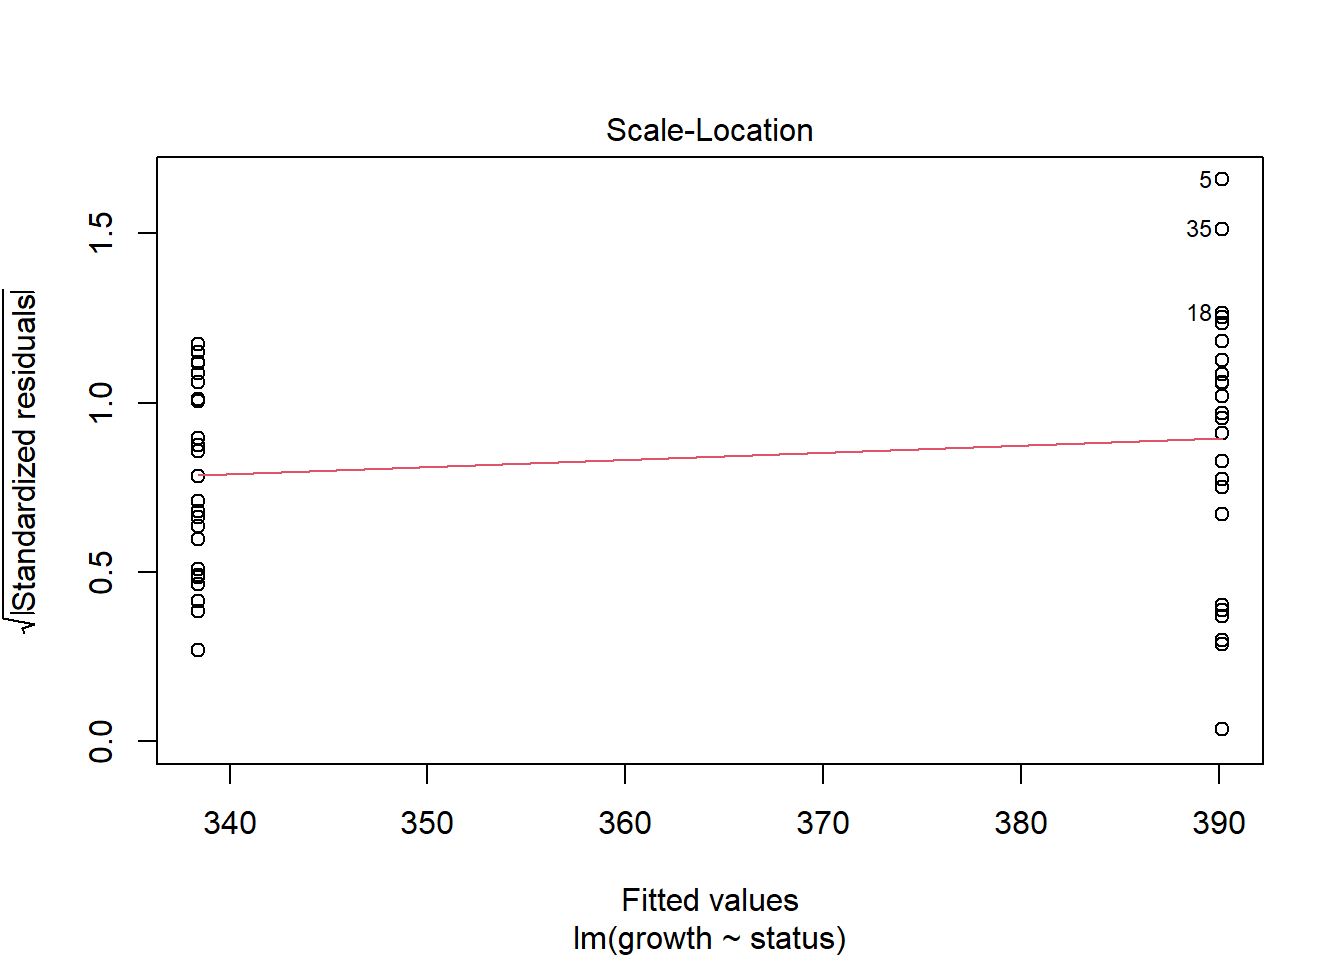 Scale-Location
√|Standardized residuals|
1.5
1.0
0.5
0.0
5
35
18
340 350 360 370 380 390
Fitted values
lm(growth ~ status)